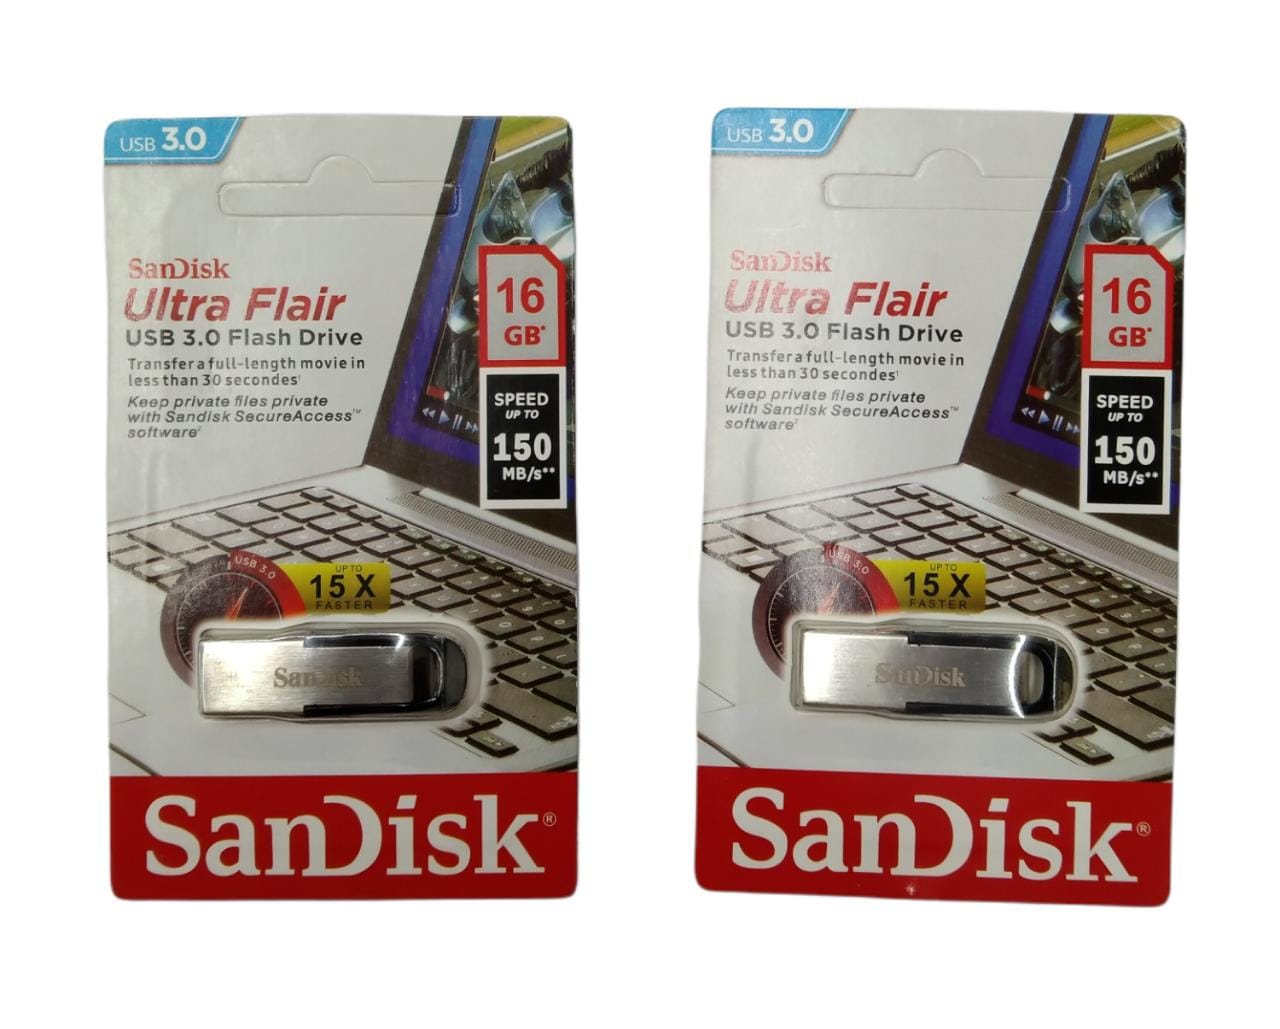 USB 3.0
SanDisk
Ultra Flair
USB 3.0 Flash Drive
Transfer a full-length movie in
less than 30 secondes¹
Keep private files private
with Sandisk SecureAccess™
software²
16
GB*
SPEED
UP TO
150
MB/s**
USB 3.0
UP TO
15 X
FASTER
SanDisk
SanDisk®
USB 3.0
SanDisk
Ultra Flair
USB 3.0 Flash Drive
Transfer a full-length movie in
less than 30 secondes¹
Keep private files private
with Sandisk SecureAccess™
software²
16
GB*
SPEED
UP TO
150
MB/s**
USB 3.0
UP TO
15 X
FASTER
SanDisk
SanDisk®